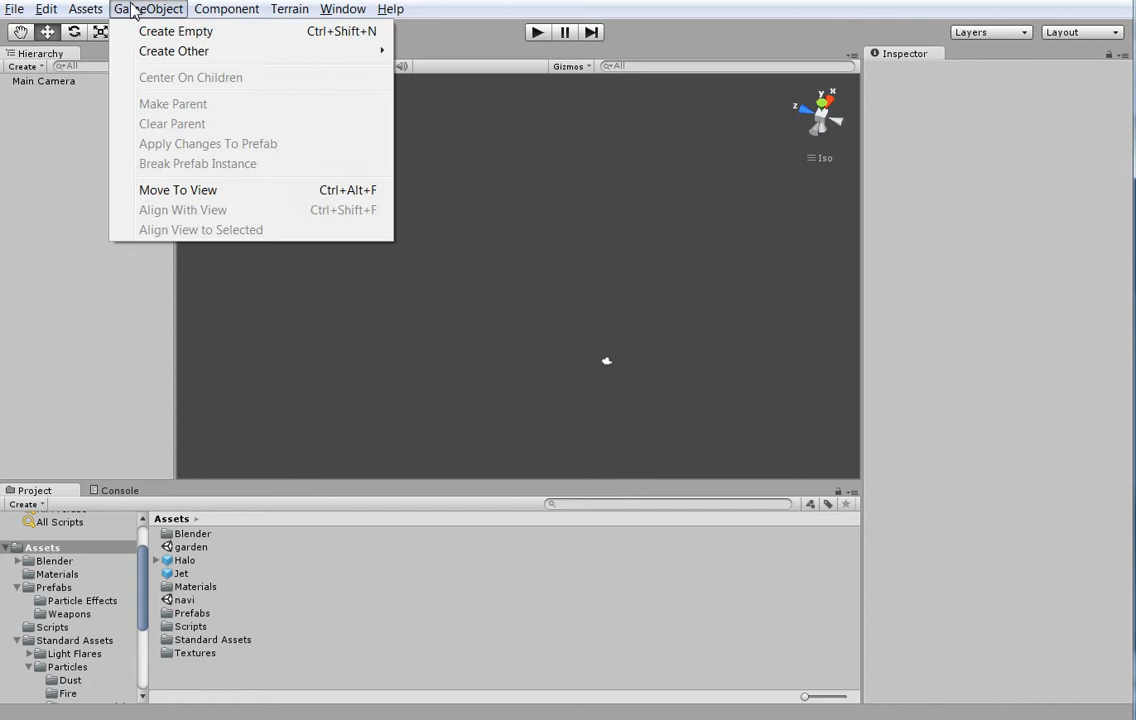 File Edit Assets GameObject Component Terrain Window Help
Create Empty Ctrl+Shift+N
Create Other
Center On Children
Make Parent
Clear Parent
Apply Changes To Prefab
Break Prefab Instance
Move To View Ctrl+Alt+F
Align With View Ctrl+Shift+F
Align View to Selected
Layers Layout
Hierarchy
Create All
Main Camera
Gizmos All
y x
z
Iso
Inspector
Project Console
Create
All Scripts
Assets
Blender
Materials
Prefabs
Particle Effects
Weapons
Scripts
Standard Assets
Light Flares
Particles
Dust
Fire
Assets
Blender
garden
Halo
Jet
Materials
navi
Prefabs
Scripts
Standard Assets
Textures